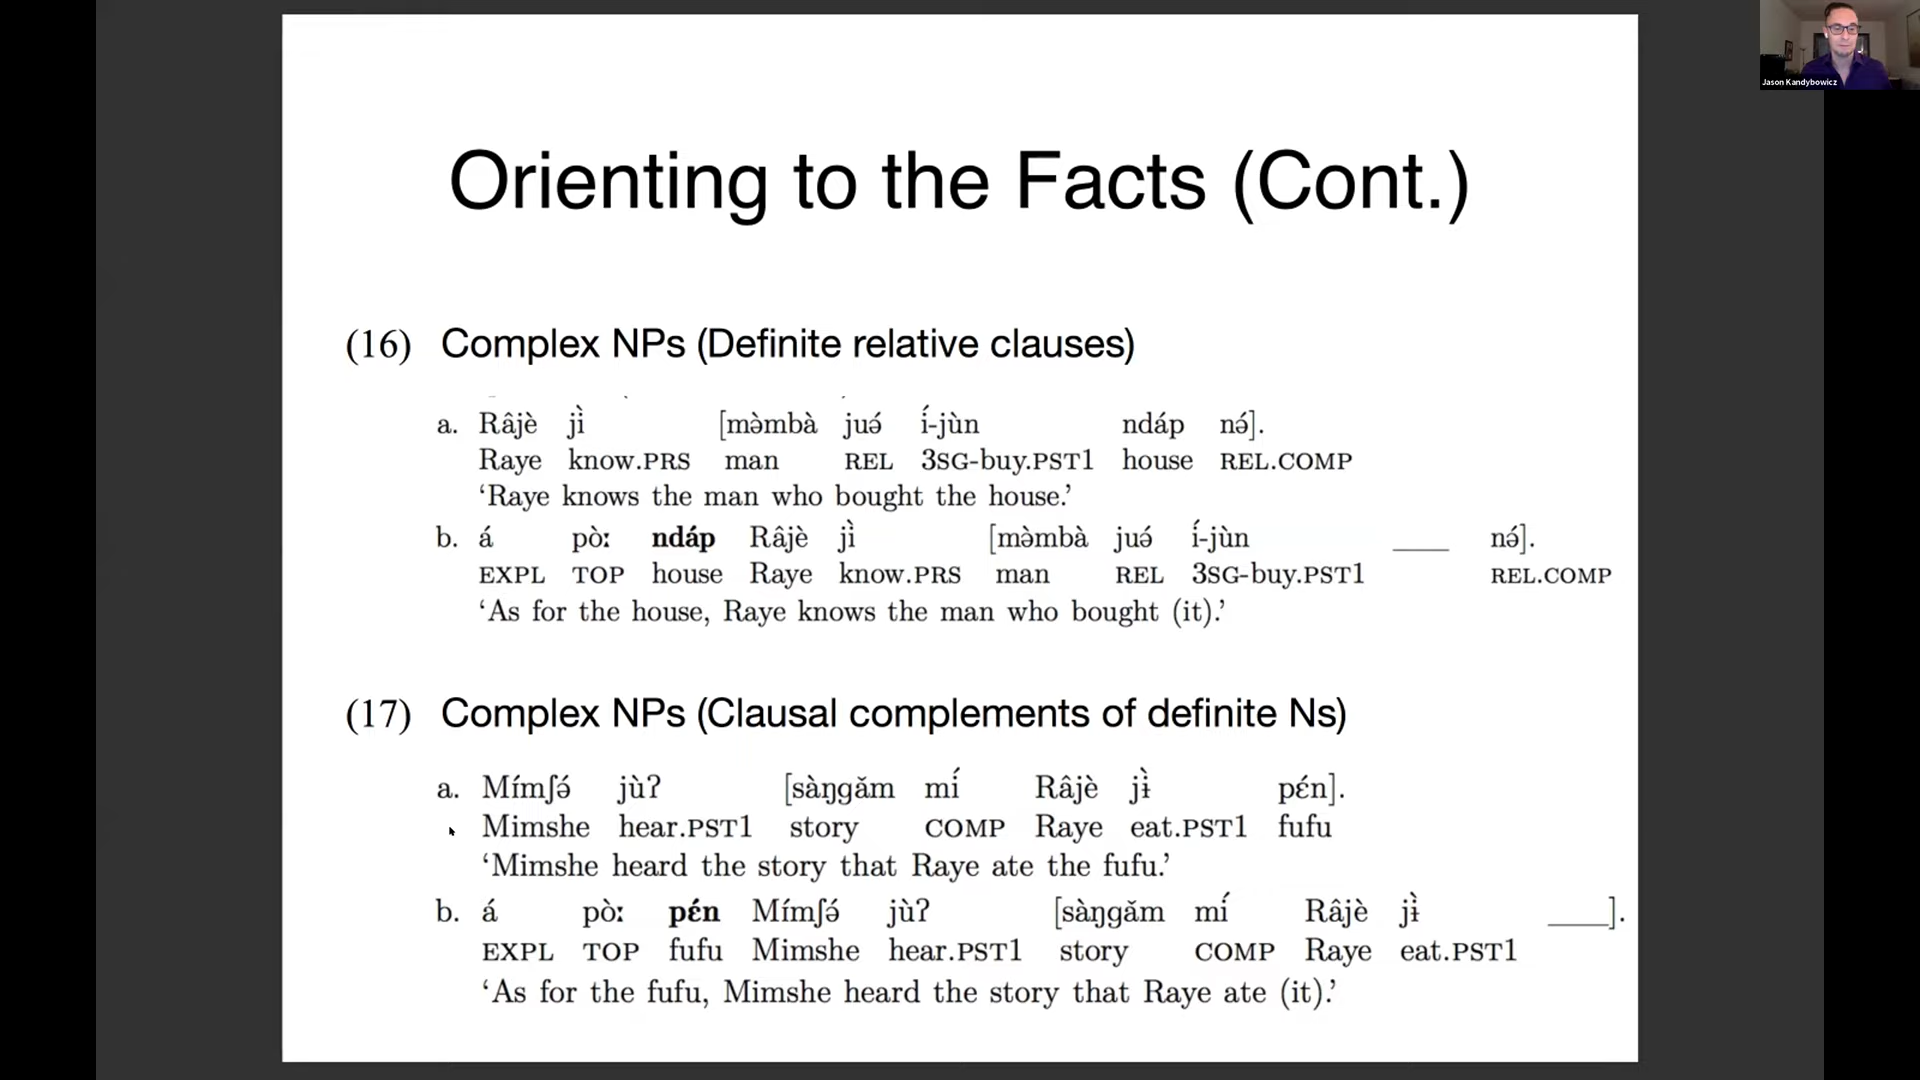 Jason Kandybowicz
Orienting to the Facts (Cont.)
(16) Complex NPs (Definite relative clauses)
a. Râjè jì̀ [mə̀mbà juə́ í́-jùn ndáp nə́].
Raye know.PRS man REL 3SG-buy.PST1 house REL.COMP
‘Raye knows the man who bought the house.’
b. á pòː ndáp Râjè jì̀ [mə̀mbà juə́ í́-jùn ____ nə́].
EXPL TOP house Raye know.PRS man REL 3SG-buy.PST1 REL.COMP
‘As for the house, Raye knows the man who bought (it).’
(17) Complex NPs (Clausal complements of definite Ns)
a. Mímʃə́ jùʔ [sàŋgǎm mí́ Râjè jɨ̀ pɛ́n].
Mimshe hear.PST1 story COMP Raye eat.PST1 fufu
‘Mimshe heard the story that Raye ate the fufu.’
b. á pòː pɛ́n Mímʃə́ jùʔ [sàŋgǎm mí́ Râjè jɨ̀ ____].
EXPL TOP fufu Mimshe hear.PST1 story COMP Raye eat.PST1
‘As for the fufu, Mimshe heard the story that Raye ate (it).’